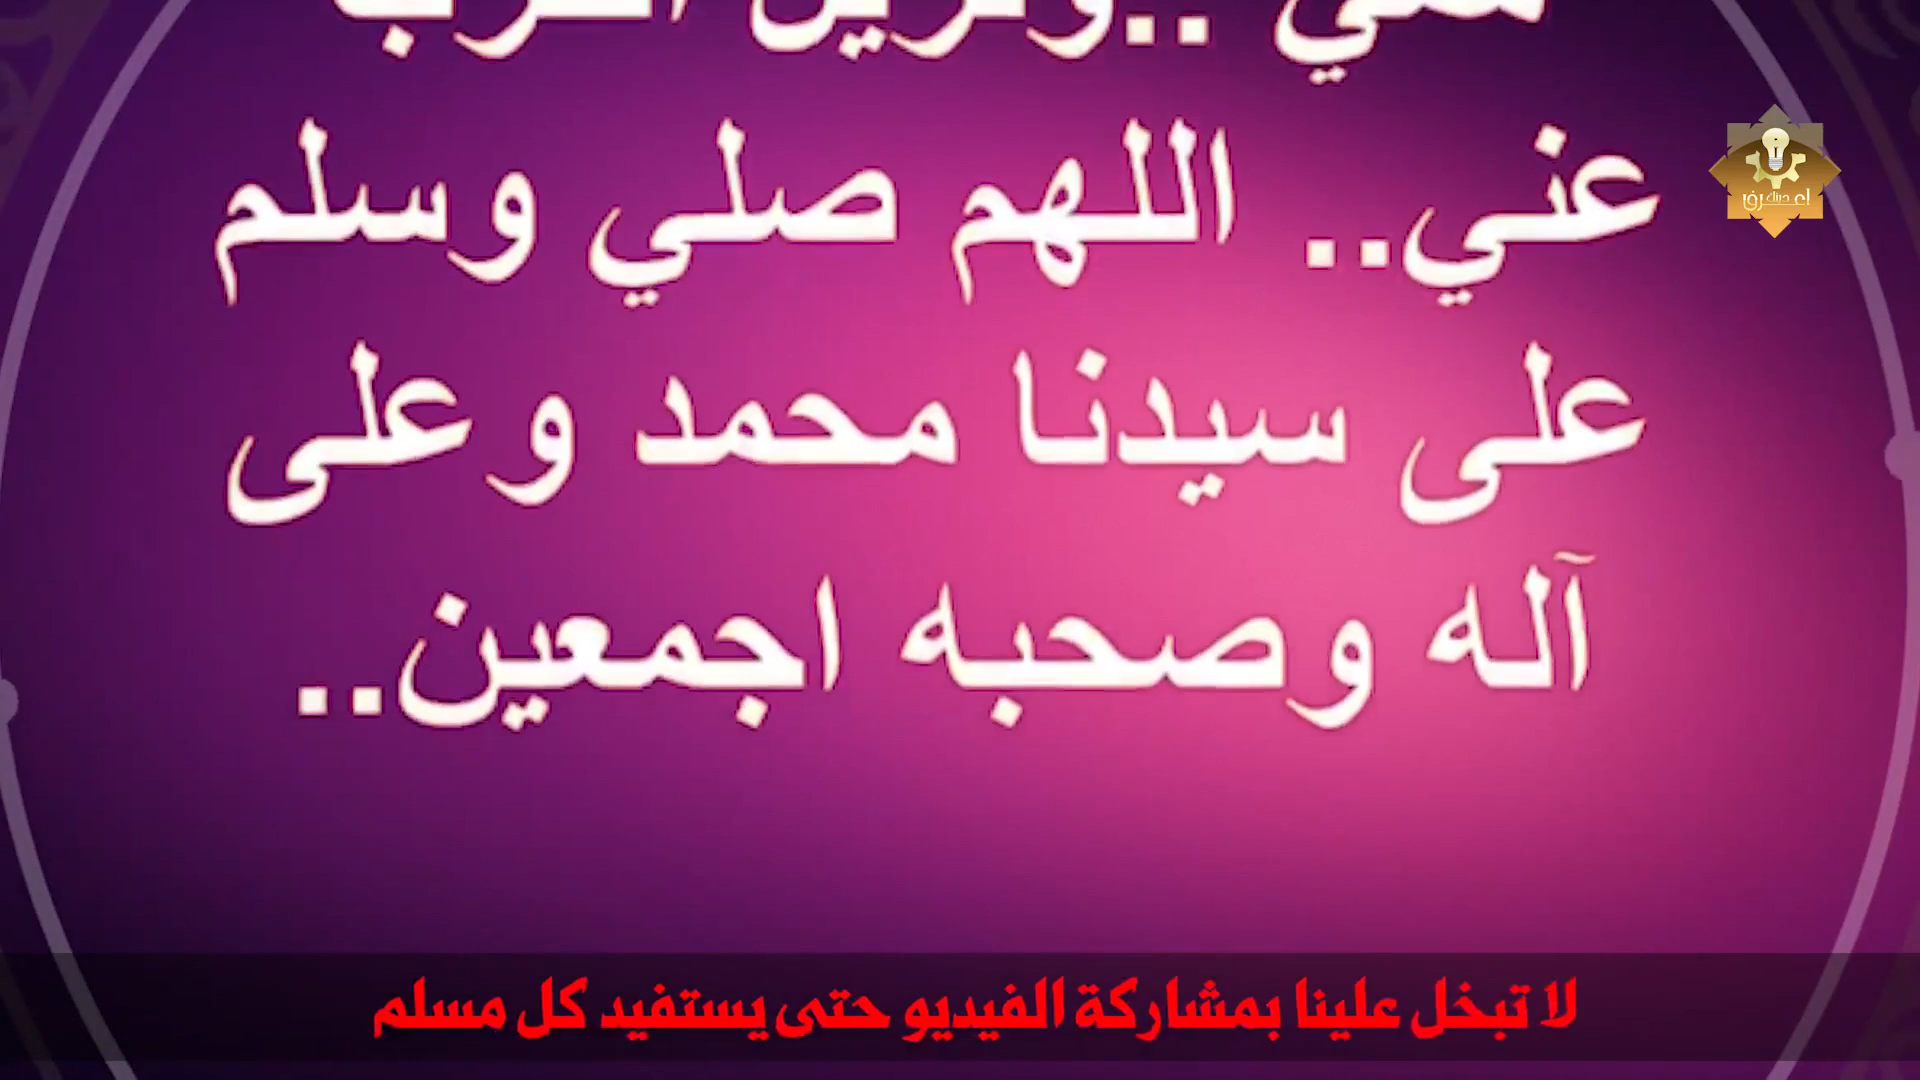 عني.. اللهم صلي وسلم
على سيدنا محمد وعلى
آله وصحبه اجمعين..
لا تبخل علينا بمشاركة الفيديو حتى يستفيد كل مسلم